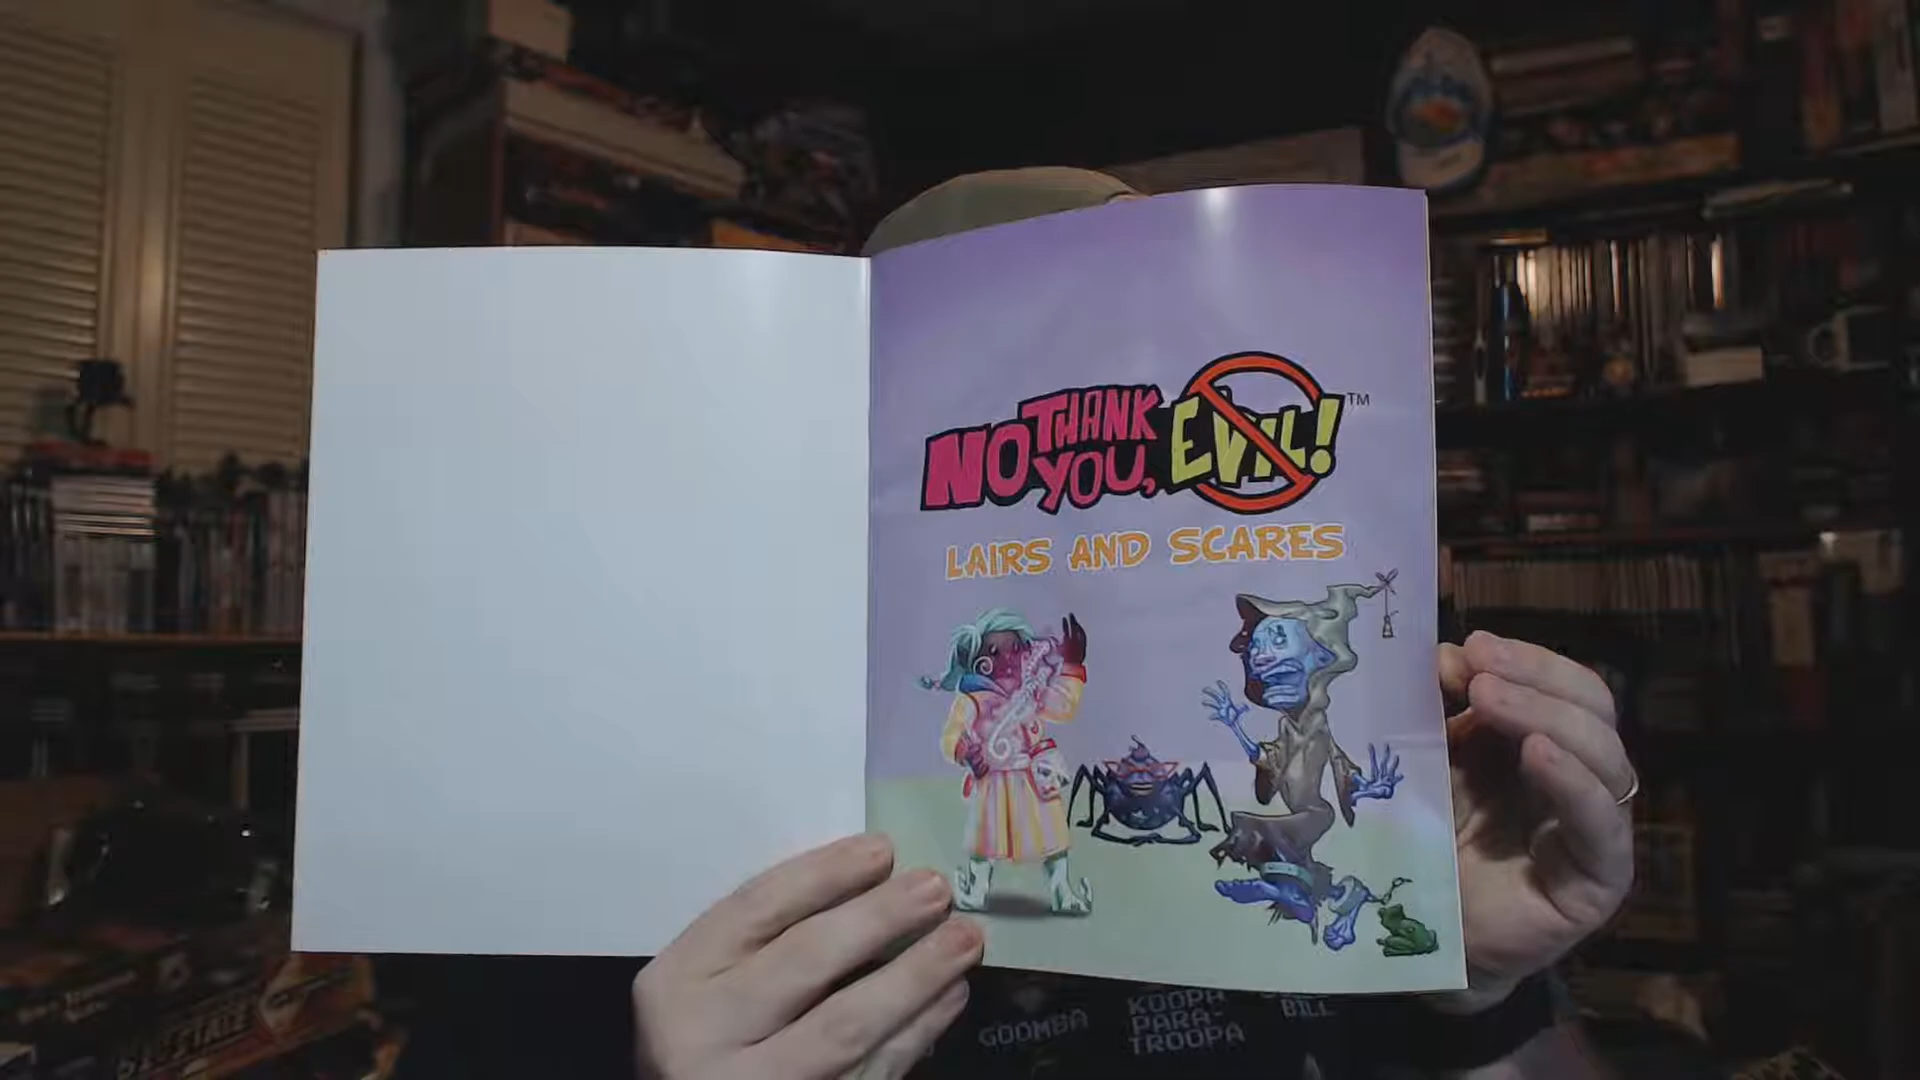 NO THANK YOU, EVIL!™
LAIRS AND SCARES
GOOMBA
KOOPA
PARA-
TROOPA
BILL